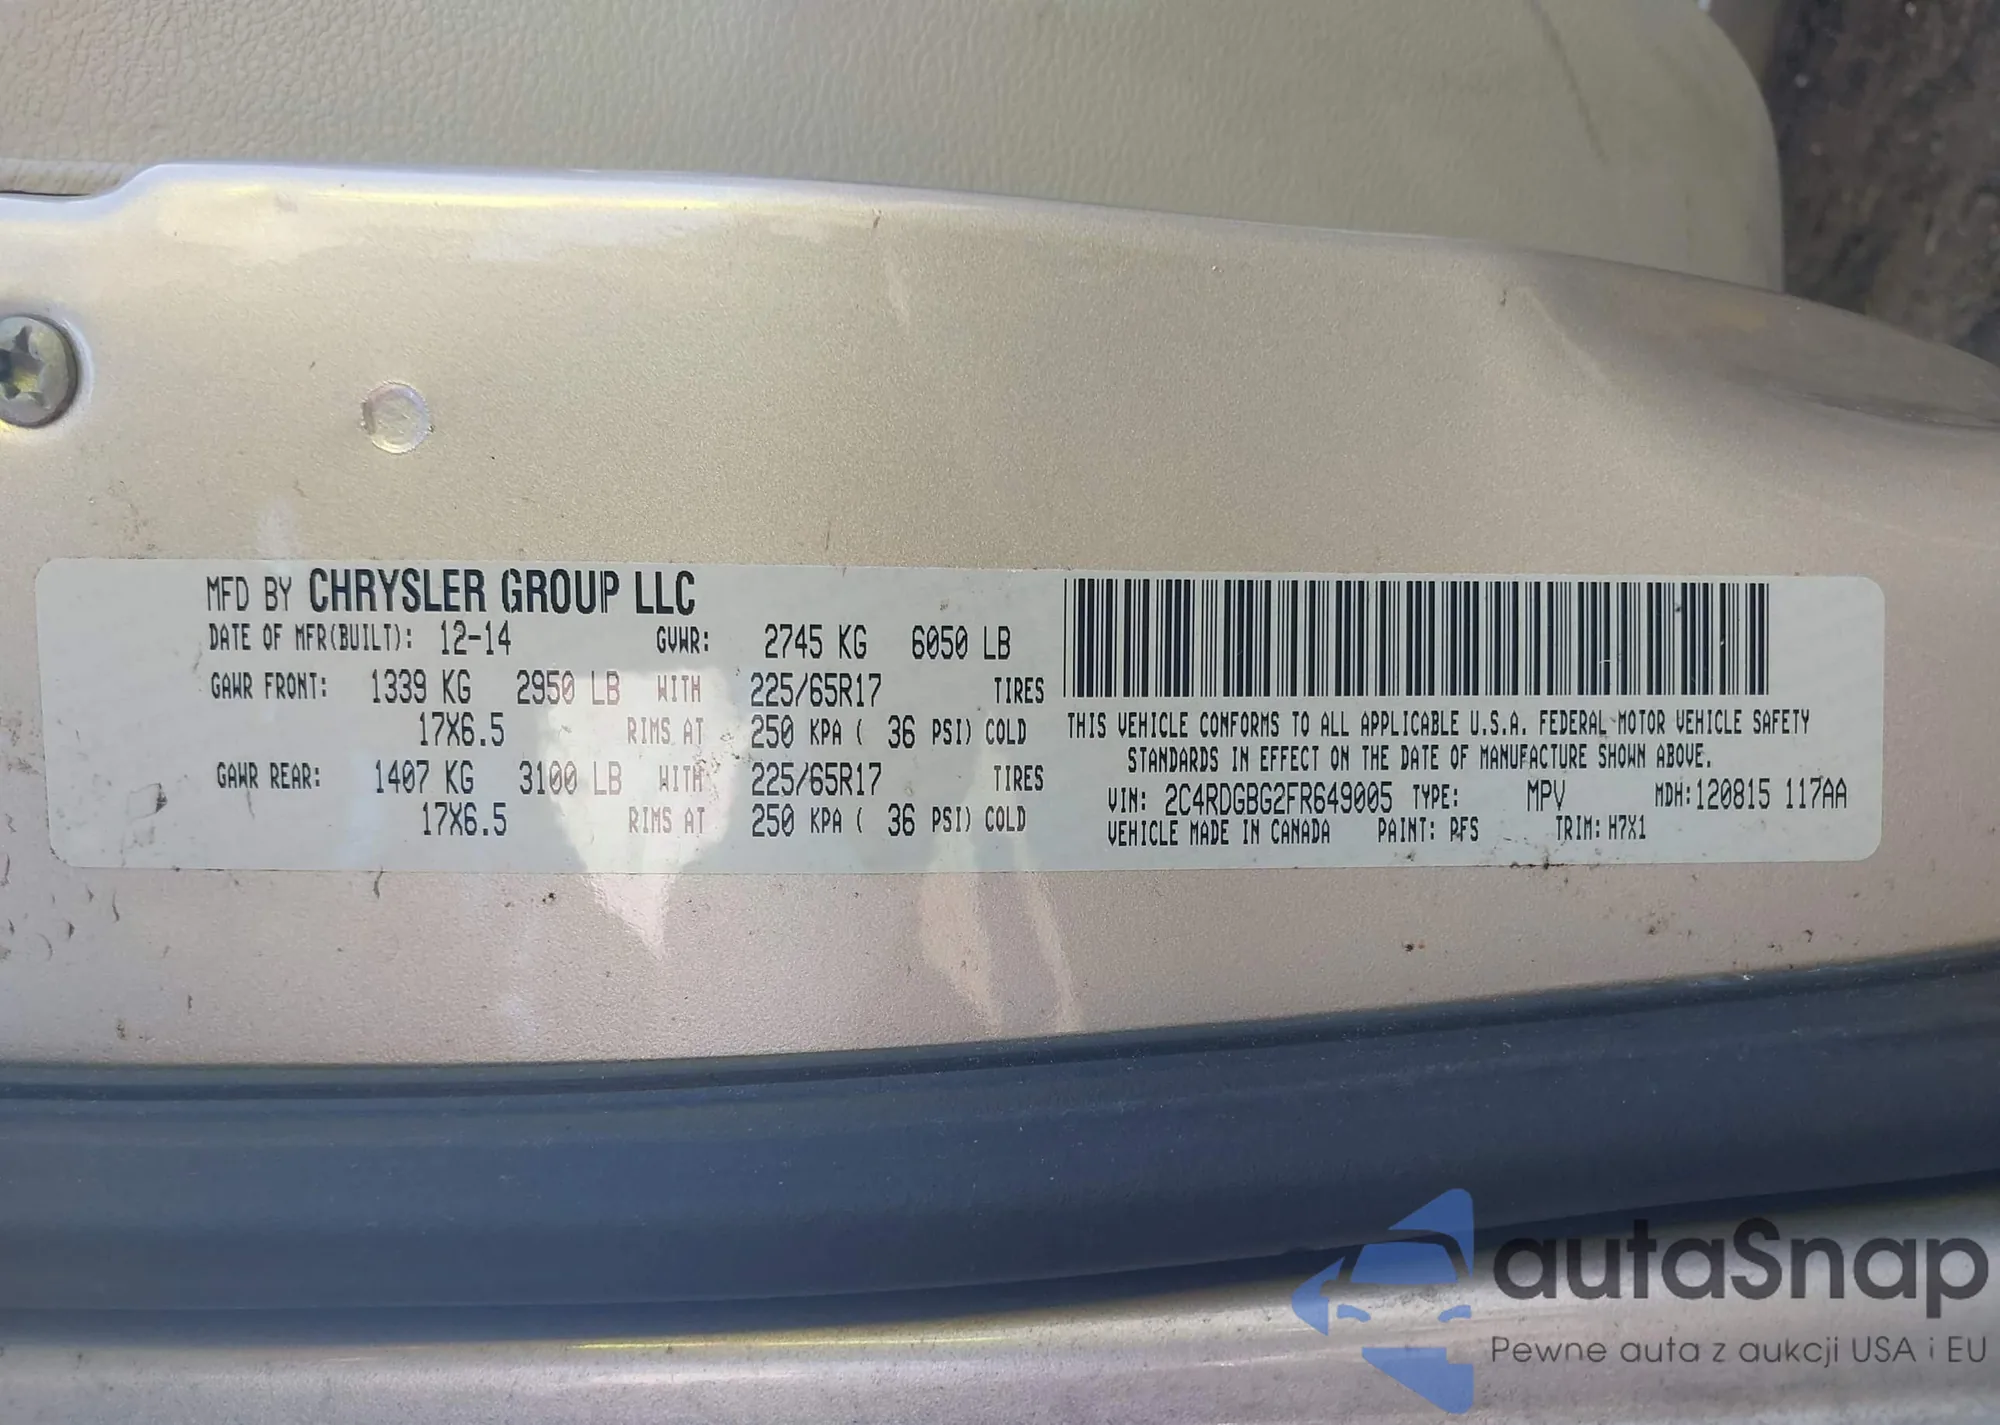 MFD BY CHRYSLER GROUP LLC
DATE OF MFR(BUILT): 12-14 GVWR: 2745 KG 6050 LB
GAWR FRONT: 1339 KG 2950 LB WITH 225/65R17 TIRES
17X6.5 RIMS AT 250 KPA ( 36 PSI) COLD
GAWR REAR: 1407 KG 3100 LB WITH 225/65R17 TIRES
17X6.5 RIMS AT 250 KPA ( 36 PSI) COLD
THIS VEHICLE CONFORMS TO ALL APPLICABLE U.S.A. FEDERAL MOTOR VEHICLE SAFETY
STANDARDS IN EFFECT ON THE DATE OF MANUFACTURE SHOWN ABOVE.
VIN: 2C4RDGBG2FR649005 TYPE: MPV MDH:120815 117AA
VEHICLE MADE IN CANADA PAINT: PFS TRIM: H7X1
autaSnap
Pewne auta z aukcji USA i EU